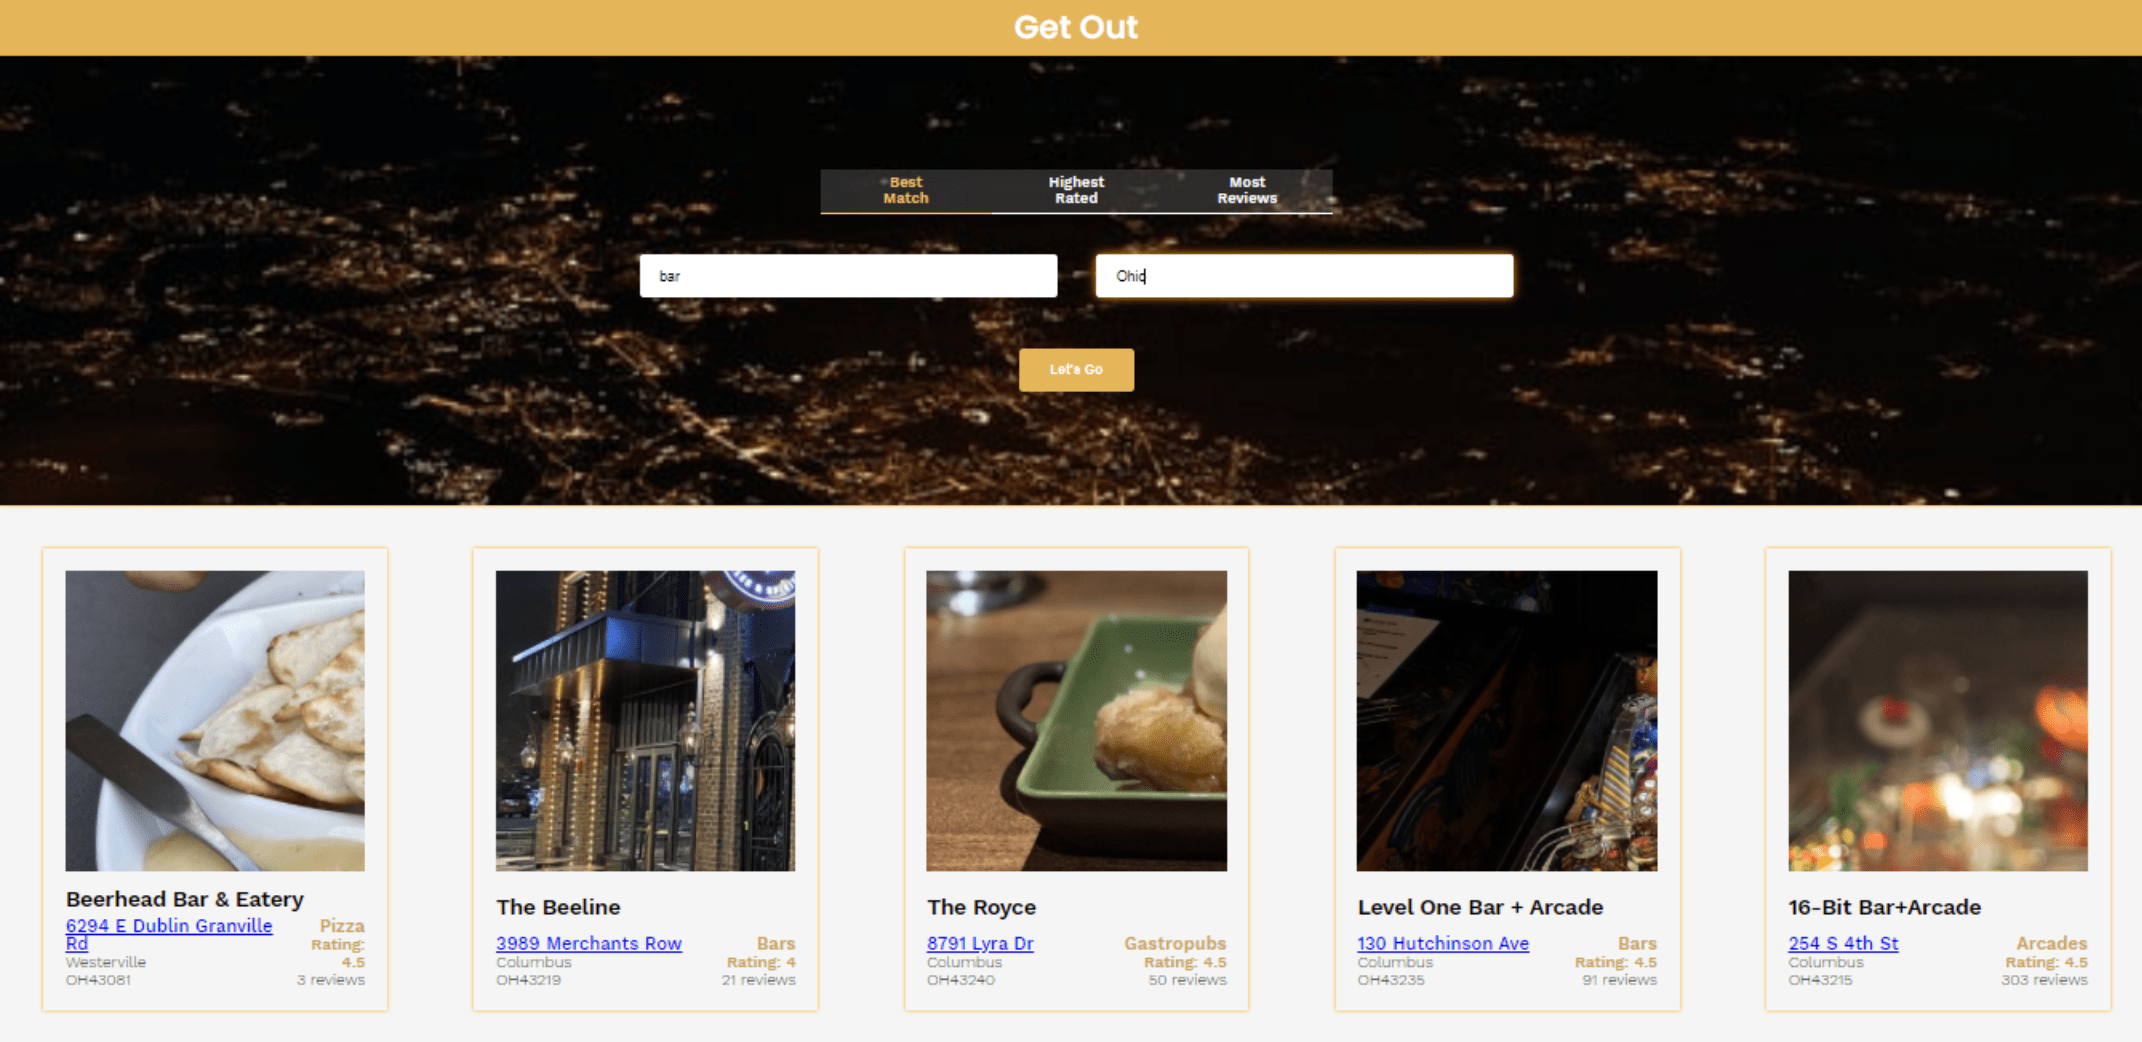 Get Out
Best
Match
Highest
Rated
Most
Reviews
bar
Ohio
Let's Go
Beerhead Bar & Eatery
6294 E Dublin Granville
Rd
Pizza
Rating:
4.5
Westerville
OH43081
3 reviews
The Beeline
3989 Merchants Row
Bars
Columbus
Rating: 4
OH43219
21 reviews
The Royce
8791 Lyra Dr
Gastropubs
Columbus
Rating: 4.5
OH43240
50 reviews
Level One Bar + Arcade
130 Hutchinson Ave
Bars
Columbus
Rating: 4.5
OH43235
91 reviews
16-Bit Bar+Arcade
254 S 4th St
Arcades
Columbus
Rating: 4.5
OH43215
303 reviews